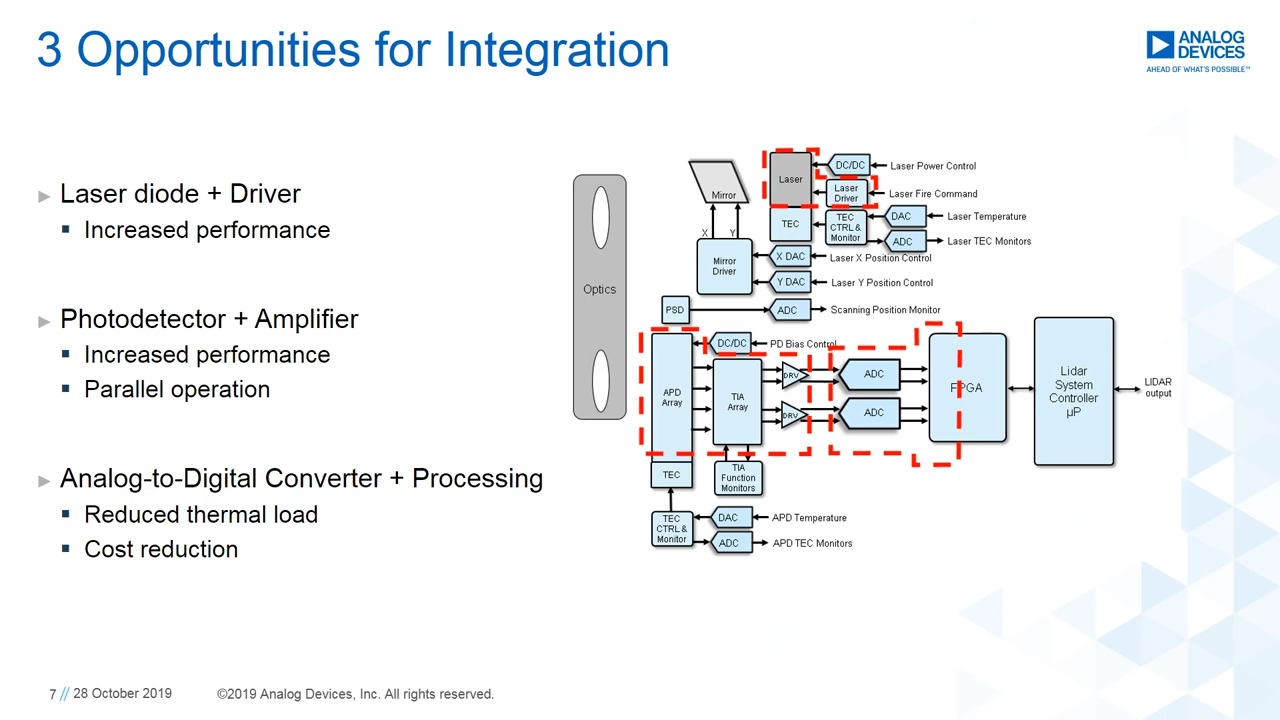 3 Opportunities for Integration
ANALOG
DEVICES
AHEAD OF WHAT'S POSSIBLE™
Laser diode + Driver
Increased performance
Photodetector + Amplifier
Increased performance
Parallel operation
Analog-to-Digital Converter + Processing
Reduced thermal load
Cost reduction
Optics
Mirror
X
Y
Mirror
Driver
Laser
TEC
DC/DC
Laser Power Control
Laser
Driver
Laser Fire Command
TEC
CTRL &
Monitor
DAC
Laser Temperature
ADC
Laser TEC Monitors
X DAC
Laser X Position Control
Y DAC
Laser Y Position Control
PSD
ADC
Scanning Position Monitor
DC/DC
PD Bias Control
APD
Array
TIA
Array
DRV
DRV
ADC
ADC
FPGA
Lidar
System
Controller
µP
LIDAR
output
TEC
TIA
Function
Monitors
TEC
CTRL &
Monitor
DAC
APD Temperature
ADC
APD TEC Monitors
7 // 28 October 2019
©2019 Analog Devices, Inc. All rights reserved.